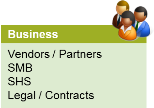 Business
Vendors / Partners
SMB
SHS
Legal / Contracts